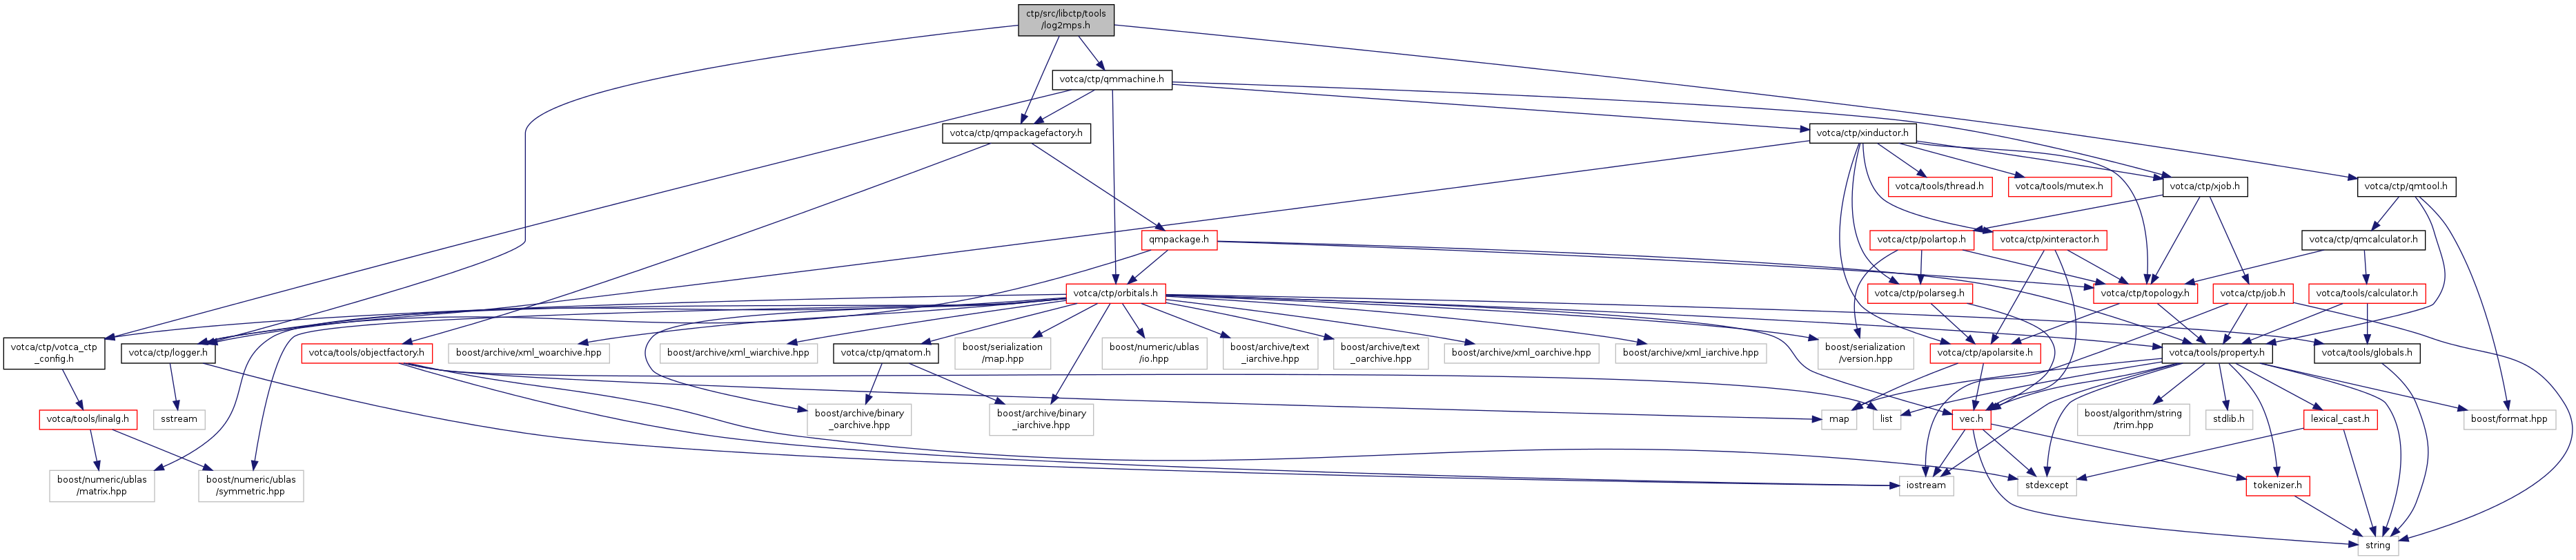 ctp/src/libctp/tools
/log2mps.h
votca/ctp/qmmachine.h
votca/ctp/qmpackagefactory.h
votca/ctp/xinductor.h
votca/tools/thread.h
votca/tools/mutex.h
votca/ctp/xjob.h
votca/ctp/qmtool.h
qmpackage.h
votca/ctp/polartop.h
votca/ctp/xinteractor.h
votca/ctp/qmcalculator.h
votca/ctp/orbitals.h
votca/ctp/polarseg.h
votca/ctp/topology.h
votca/ctp/job.h
votca/tools/calculator.h
votca/ctp/votca_ctp
_config.h
votca/ctp/logger.h
votca/tools/objectfactory.h
boost/archive/xml_woarchive.hpp
boost/archive/xml_wiarchive.hpp
votca/ctp/qmatom.h
boost/serialization
/map.hpp
boost/numeric/ublas
/io.hpp
boost/archive/text
_iarchive.hpp
boost/archive/text
_oarchive.hpp
boost/archive/xml_oarchive.hpp
boost/archive/xml_iarchive.hpp
boost/serialization
/version.hpp
votca/ctp/apolarsite.h
votca/tools/property.h
votca/tools/globals.h
votca/tools/linalg.h
sstream
boost/archive/binary
_oarchive.hpp
boost/archive/binary
_iarchive.hpp
map
list
vec.h
boost/algorithm/string
/trim.hpp
stdlib.h
lexical_cast.h
boost/format.hpp
boost/numeric/ublas
/matrix.hpp
boost/numeric/ublas
/symmetric.hpp
iostream
stdexcept
tokenizer.h
string